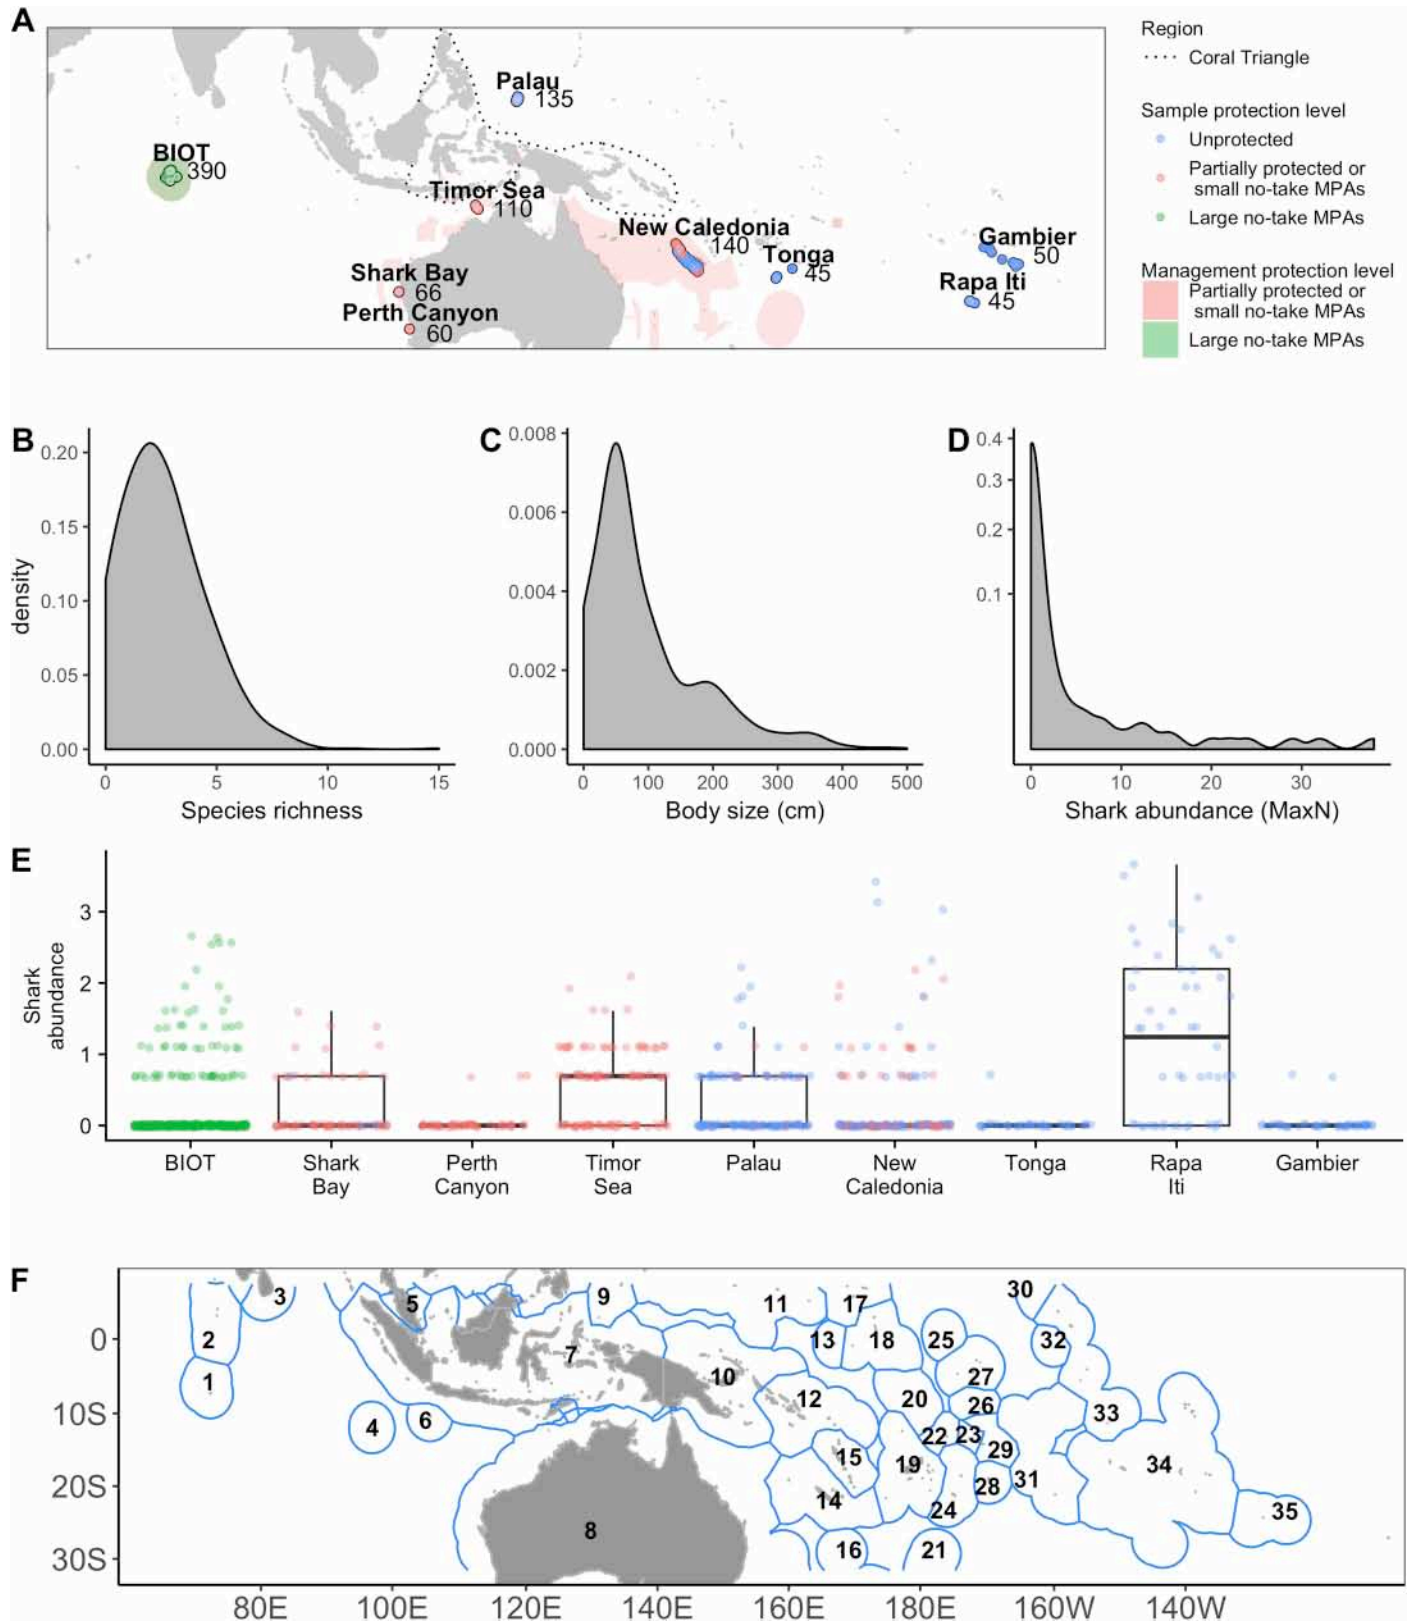 A
Palau
135
BIOT
390
Timor Sea
110
New Caledonia
140
Tonga
45
Gambier
50
Rapa Iti
45
Shark Bay
66
Perth Canyon
60
Region
Coral Triangle
Sample protection level
Unprotected
Partially protected or
small no-take MPAs
Large no-take MPAs
Management protection level
Partially protected or
small no-take MPAs
Large no-take MPAs
B
density
0.20
0.15
0.10
0.05
0.00
0 5 10 15
Species richness
C
0.008
0.006
0.004
0.002
0.000
0 100 200 300 400 500
Body size (cm)
D
0.4
0.3
0.2
0.1
0 10 20 30
Shark abundance (MaxN)
E
Shark
abundance
3
2
1
0
BIOT
Shark
Bay
Perth
Canyon
Timor
Sea
Palau
New
Caledonia
Tonga
Rapa
Iti
Gambier
F
0
10S
20S
30S
1
2
3
4
5
6
7
8
9
10
11
12
13
14
15
16
17
18
19
20
21
22
23
24
25
26
27
28
29
30
31
32
33
34
35
80E 100E 120E 140E 160E 180E 160W 140W